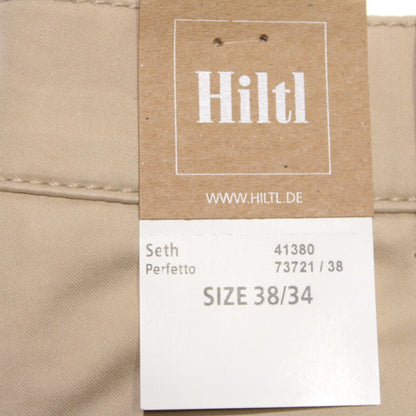 Hiltl
WWW.HILTL.DE
Seth 41380
Perfetto 73721 / 38
SIZE 38/34